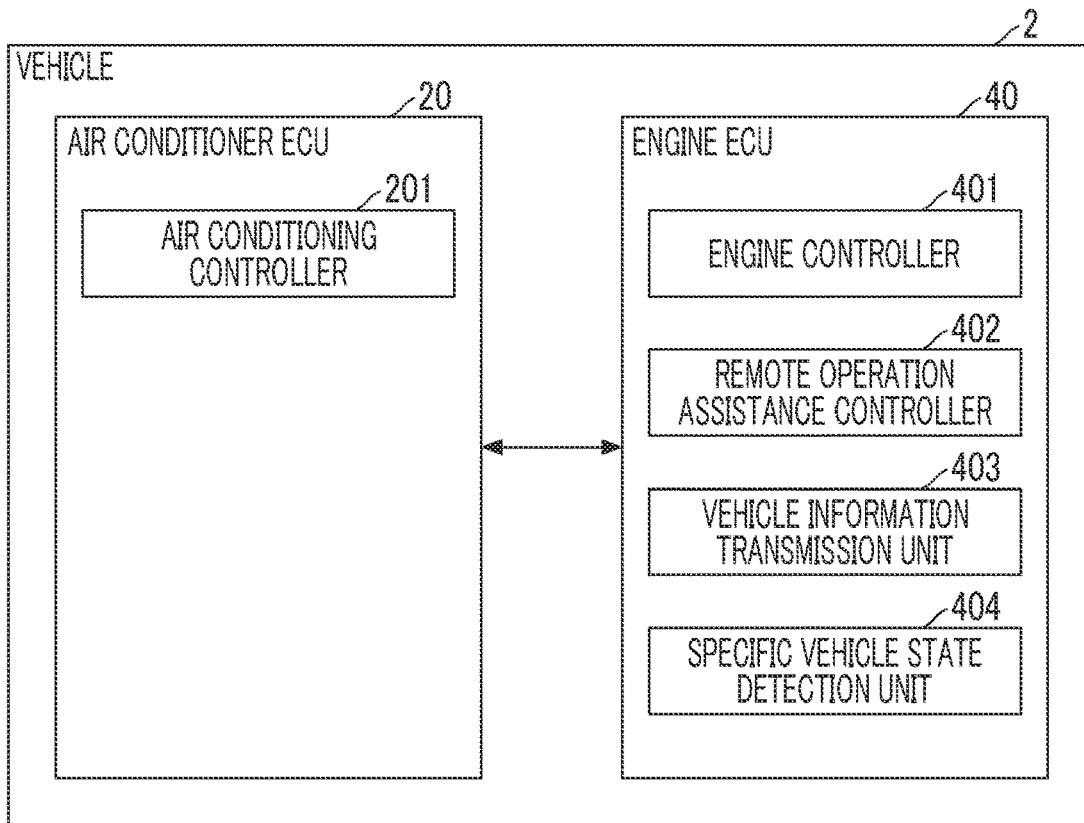 2
VEHICLE
20
AIR CONDITIONER ECU
201
AIR CONDITIONING
CONTROLLER
40
ENGINE ECU
401
ENGINE CONTROLLER
402
REMOTE OPERATION
ASSISTANCE CONTROLLER
403
VEHICLE INFORMATION
TRANSMISSION UNIT
404
SPECIFIC VEHICLE STATE
DETECTION UNIT